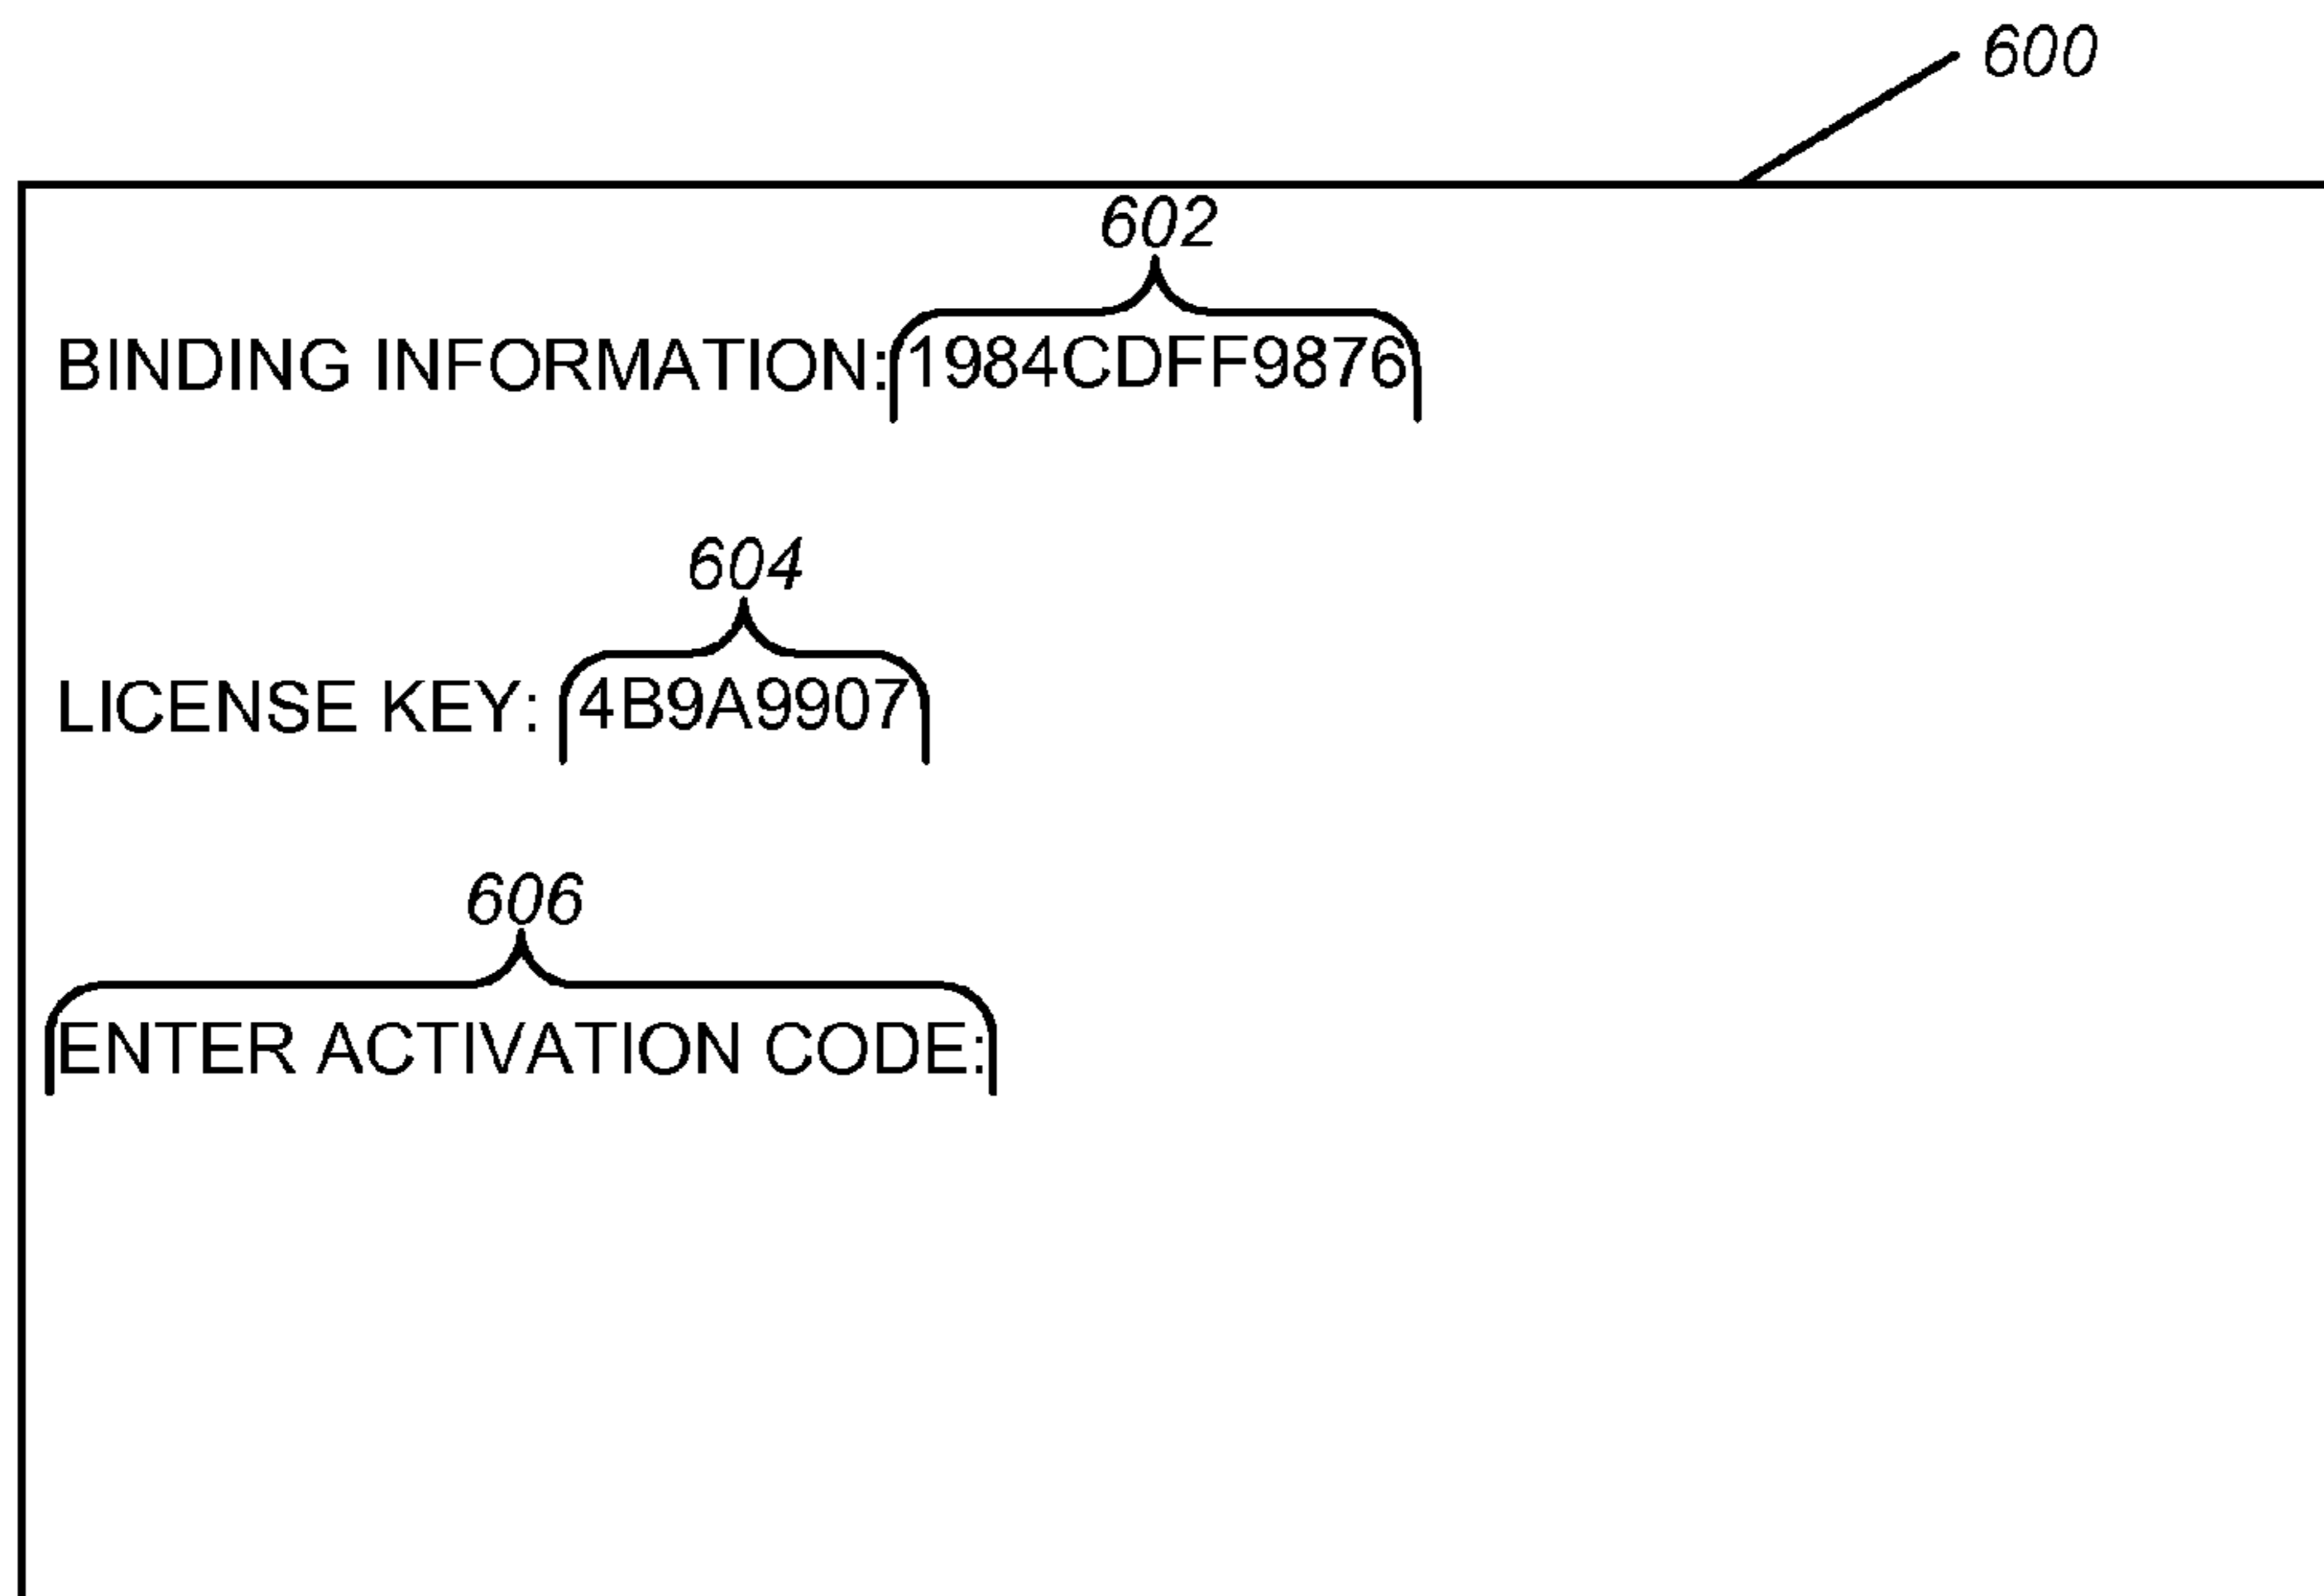 600
602
BINDING INFORMATION: 1984CDFF9876
604
LICENSE KEY: 4B9A9907
606
ENTER ACTIVATION CODE: